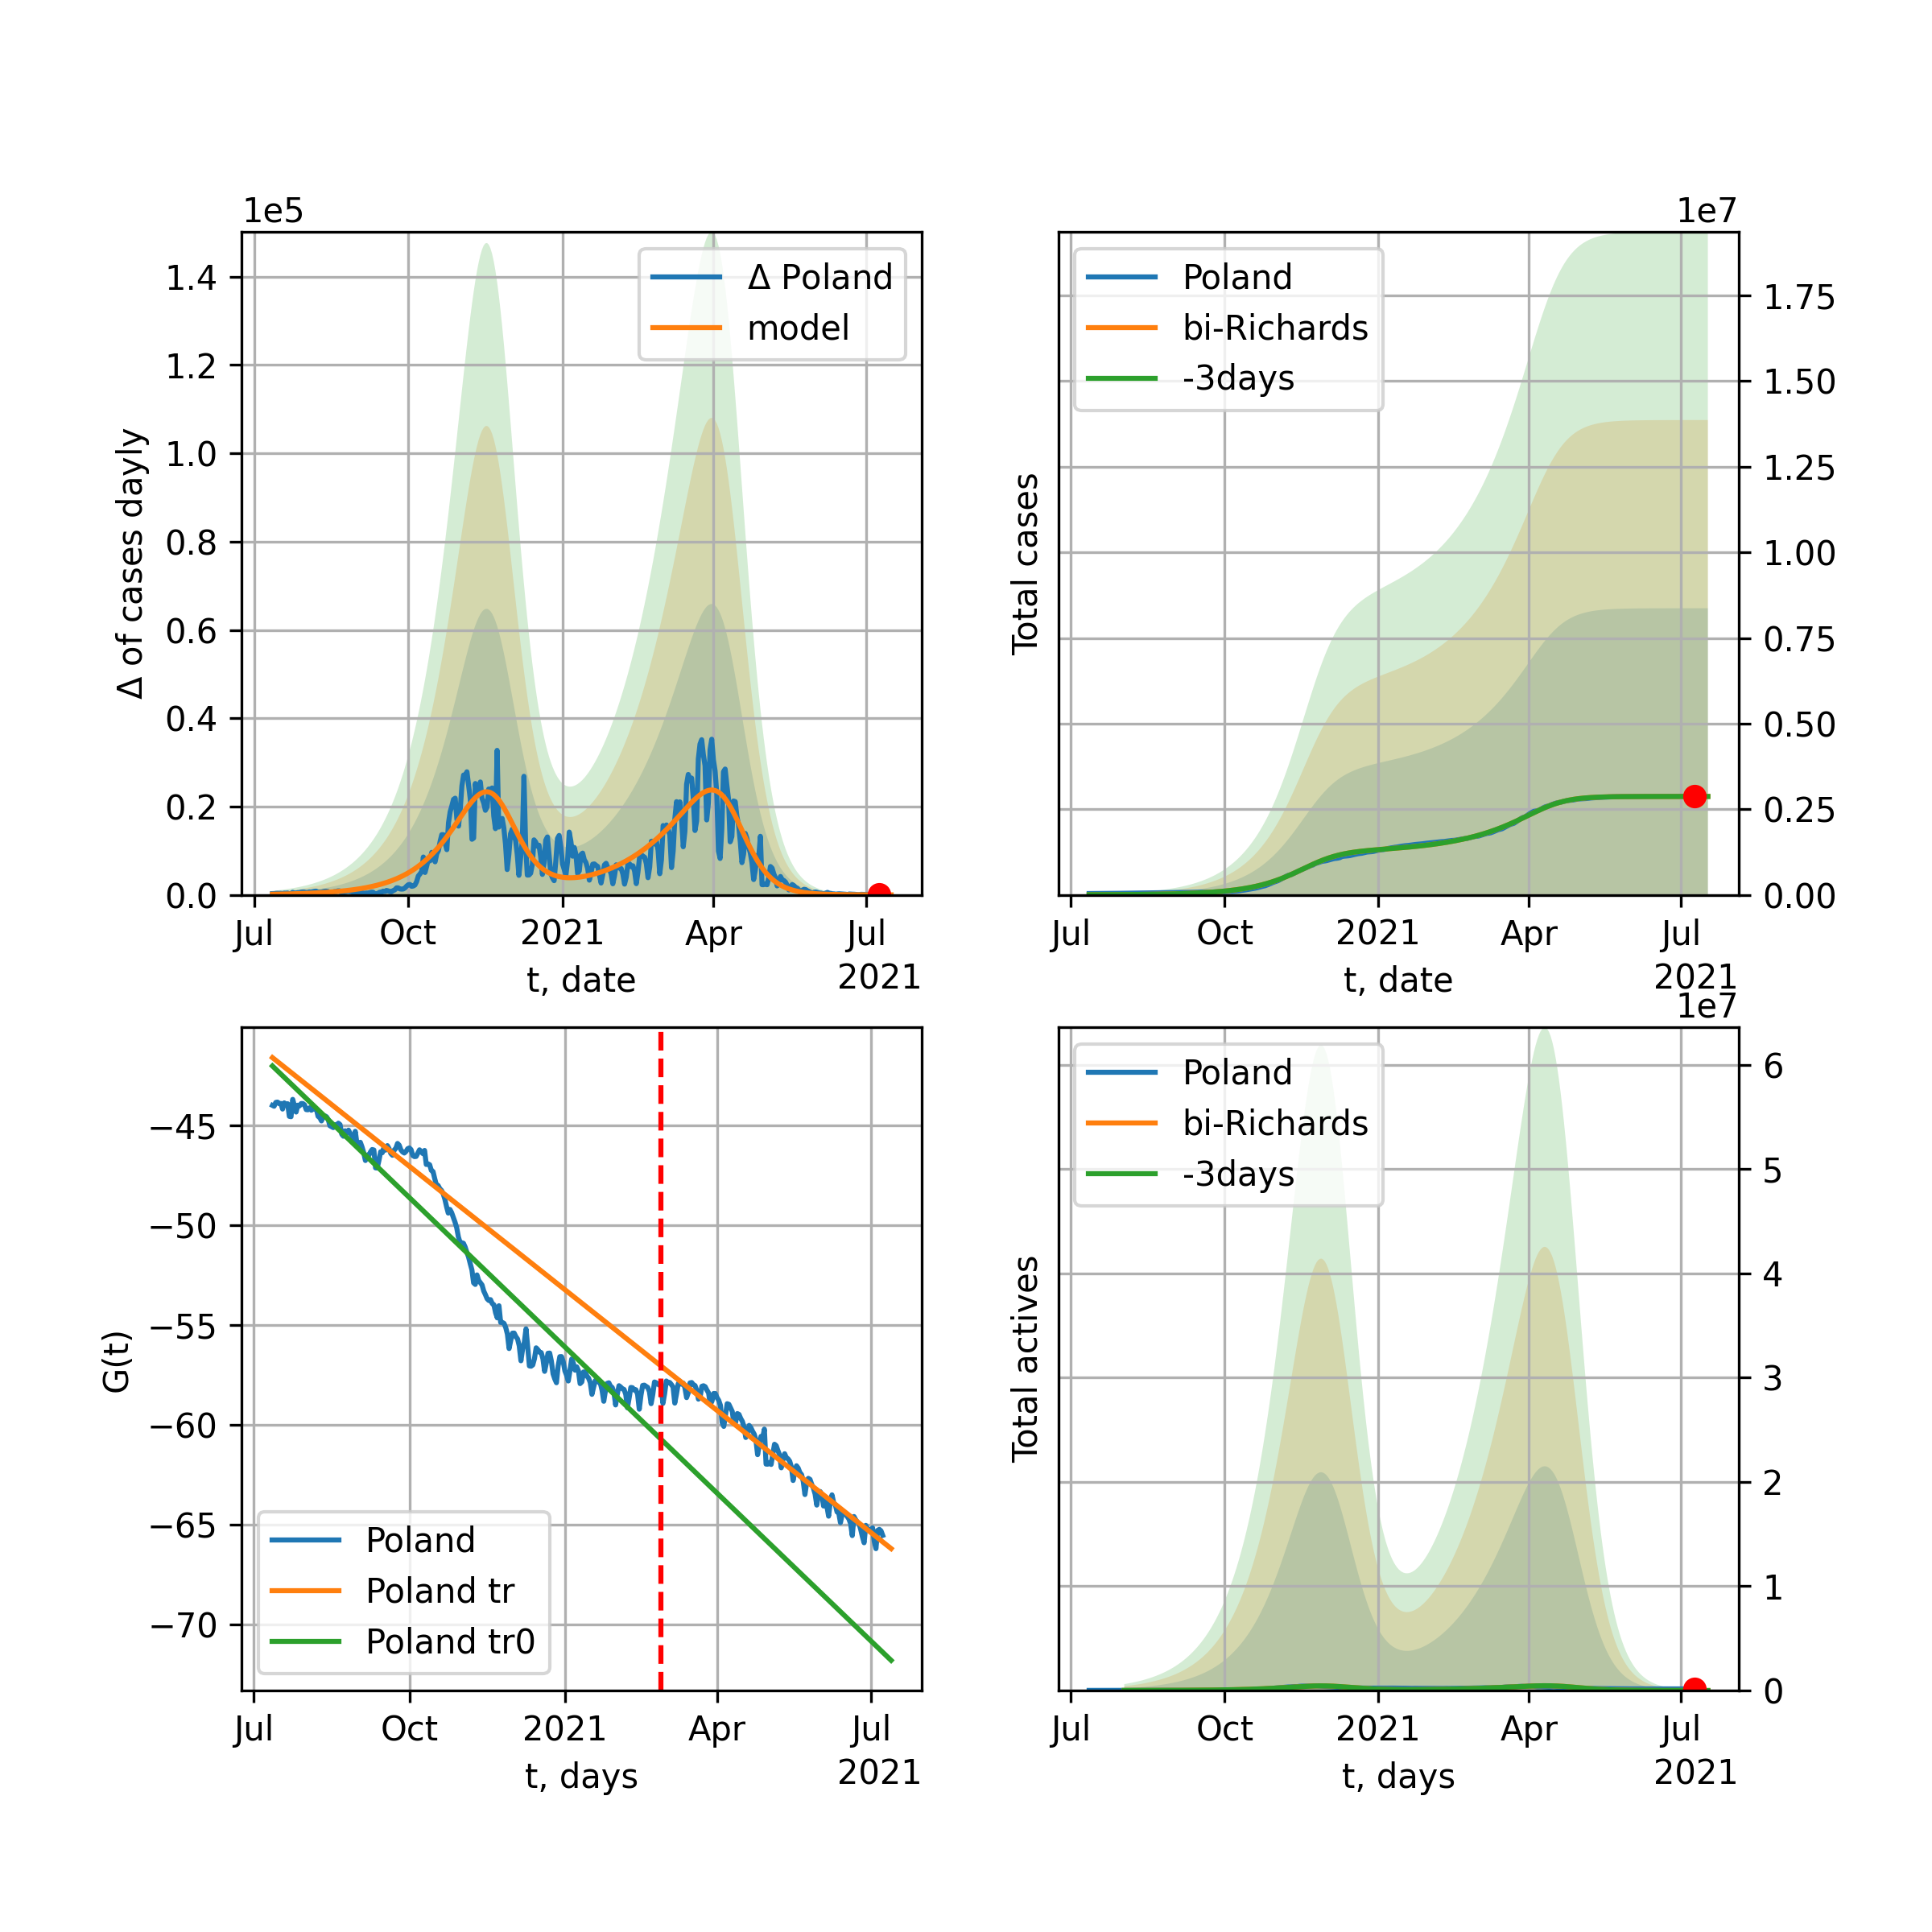 1e5
1.4
1.2
1.0
0.8
0.6
0.4
0.2
0.0
Δ of cases dayly
Δ Poland
model
Jul
Oct
2021
Apr
Jul
2021
t, date
1e7
Poland
bi-Richards
-3days
Total cases
1.75
1.50
1.25
1.00
0.75
0.50
0.25
0.00
Jul
Oct
2021
Apr
Jul
2021
t, date
−45
−50
−55
−60
−65
−70
G(t)
Poland
Poland tr
Poland tr0
Jul
Oct
2021
Apr
Jul
2021
t, days
1e7
Poland
bi-Richards
-3days
Total actives
6
5
4
3
2
1
0
Jul
Oct
2021
Apr
Jul
2021
t, days